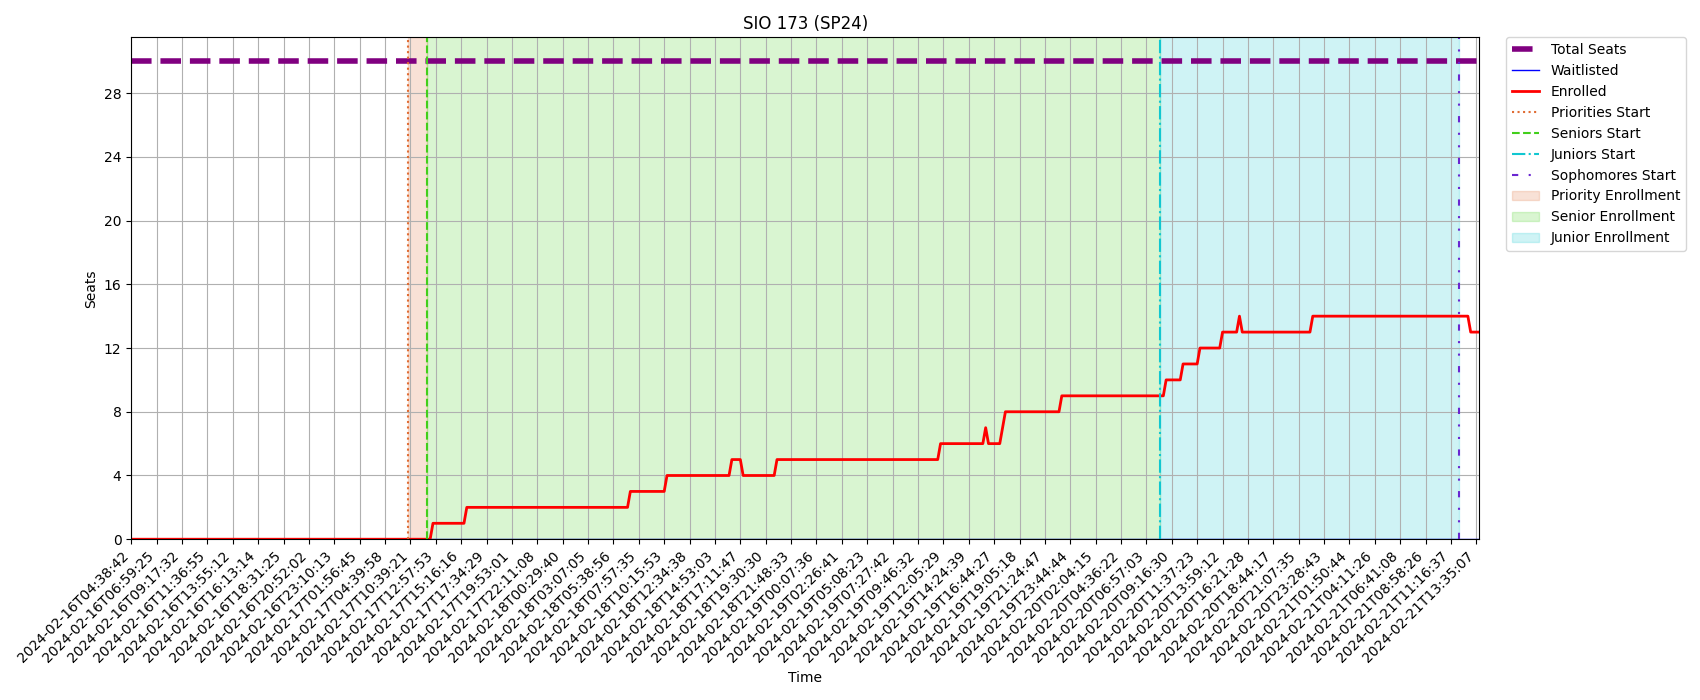 SIO 173 (SP24)
Total Seats
Waitlisted
Enrolled
Priorities Start
Seniors Start
Juniors Start
Sophomores Start
Priority Enrollment
Senior Enrollment
Junior Enrollment
Seats
28
24
20
16
12
8
4
0
2024-02-16T04:38:42
2024-02-16T06:59:25
2024-02-16T09:17:32
2024-02-16T11:36:55
2024-02-16T13:55:12
2024-02-16T16:13:14
2024-02-16T18:31:25
2024-02-16T20:52:02
2024-02-16T23:10:13
2024-02-17T01:56:45
2024-02-17T04:39:58
2024-02-17T10:39:21
2024-02-17T12:57:53
2024-02-17T15:16:16
2024-02-17T17:34:29
2024-02-17T19:53:01
2024-02-17T22:11:08
2024-02-18T00:29:40
2024-02-18T03:07:05
2024-02-18T05:38:56
2024-02-18T07:57:35
2024-02-18T10:15:53
2024-02-18T12:34:38
2024-02-18T14:53:03
2024-02-18T17:11:47
2024-02-18T19:30:30
2024-02-18T21:48:33
2024-02-19T00:07:36
2024-02-19T02:26:41
2024-02-19T05:08:23
2024-02-19T07:27:42
2024-02-19T09:46:32
2024-02-19T12:05:29
2024-02-19T14:24:39
2024-02-19T16:44:27
2024-02-19T19:05:18
2024-02-19T21:24:47
2024-02-19T23:44:44
2024-02-20T02:04:15
2024-02-20T04:36:22
2024-02-20T06:57:03
2024-02-20T09:16:30
2024-02-20T11:37:23
2024-02-20T13:59:12
2024-02-20T16:21:28
2024-02-20T18:44:17
2024-02-20T21:07:35
2024-02-20T23:28:43
2024-02-21T01:50:44
2024-02-21T04:11:26
2024-02-21T06:41:08
2024-02-21T08:58:26
2024-02-21T11:16:37
2024-02-21T13:35:07
Time